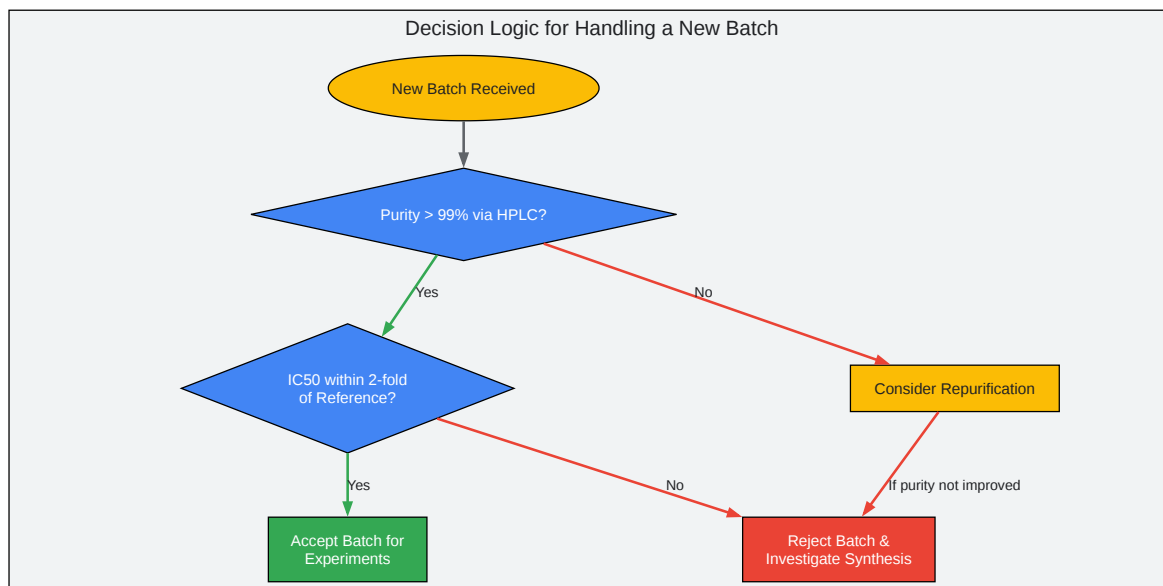 Decision Logic for Handling a New Batch
New Batch Received
Purity > 99% via HPLC?
Yes
No
IC50 within 2-fold
of Reference?
Consider Repurification
Yes
No
If purity not improved
Accept Batch for
Experiments
Reject Batch &
Investigate Synthesis